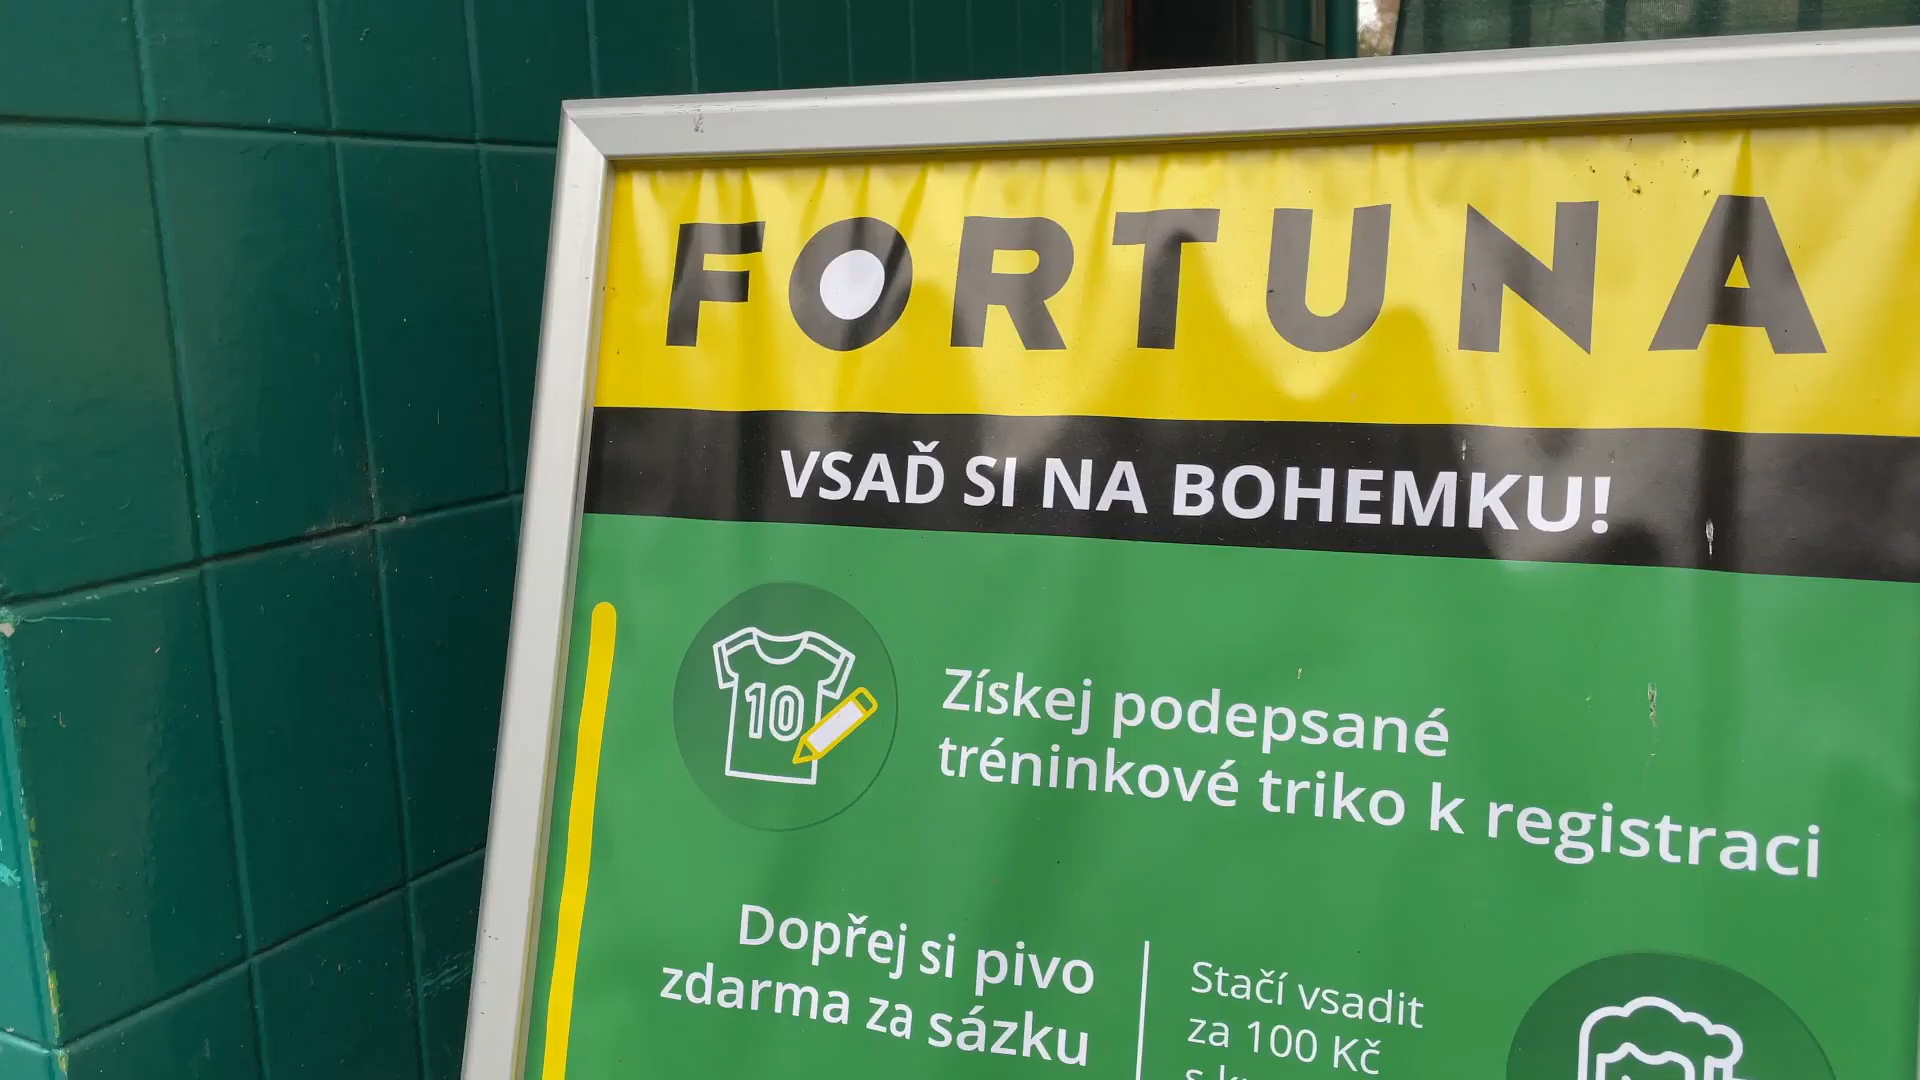 FORTUNA
VSAĎ SI NA BOHEMKU!
10
Získej podepsané
tréninkové triko k registraci
Dopřej si pivo
zdarma za sázku
Stačí vsadit
za 100 Kč